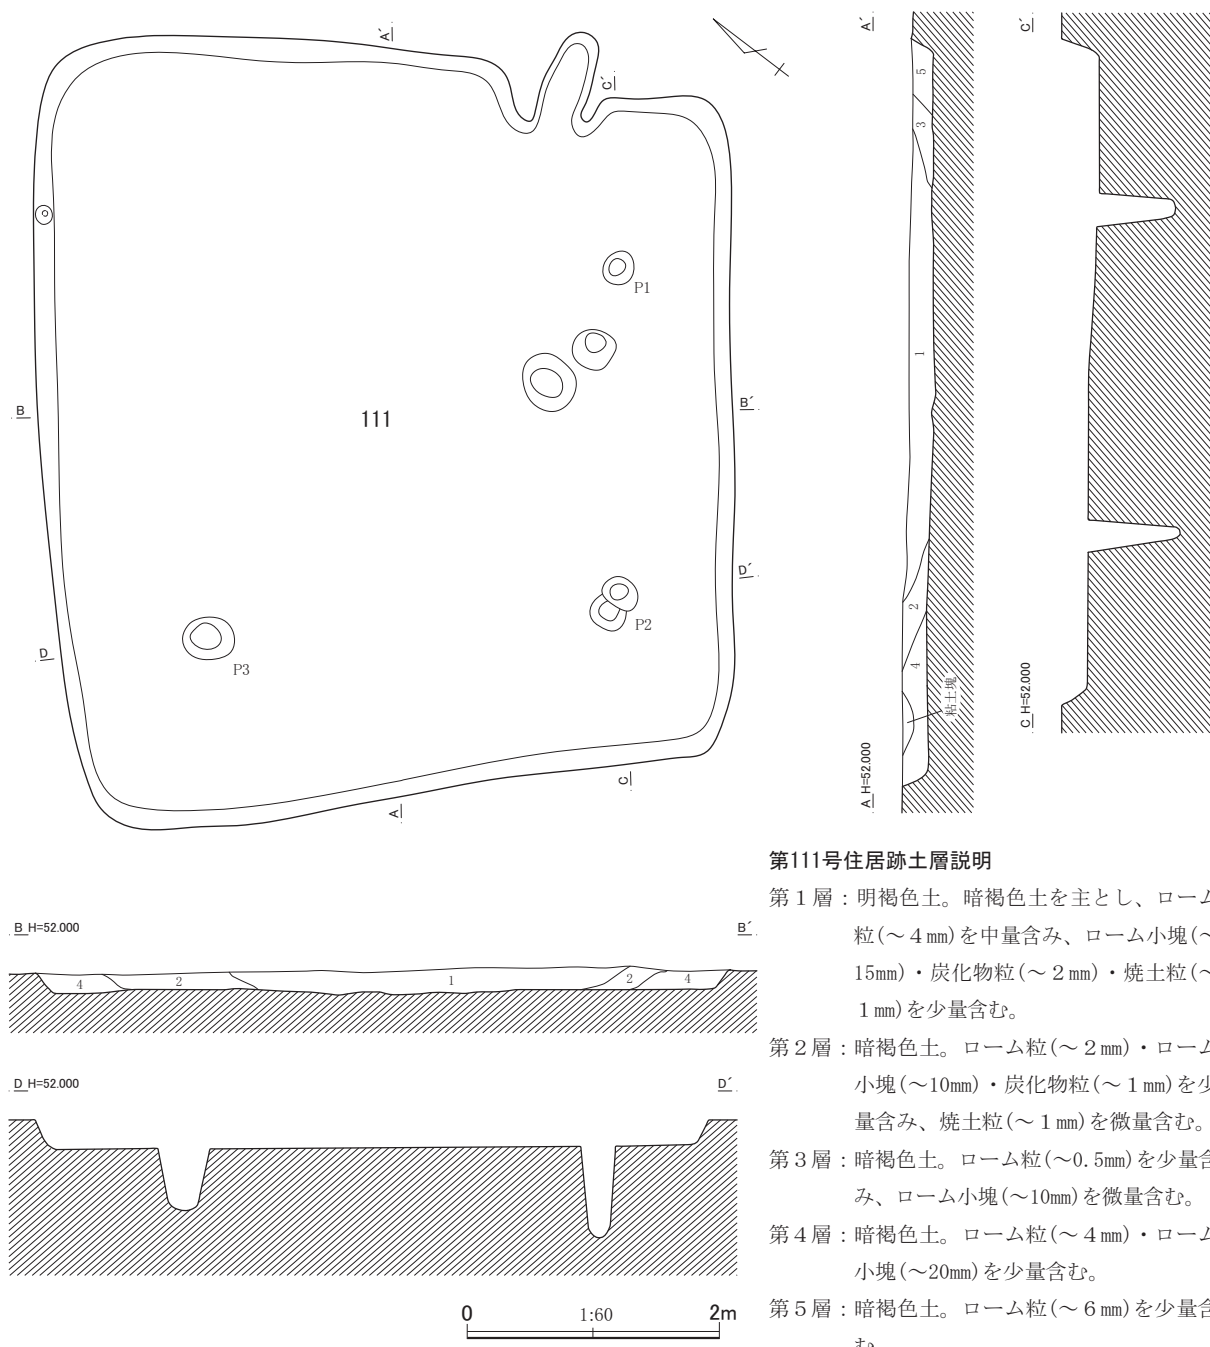 A´
C´
P1
B
111
B´
D´
P2
D
P3
C
A
A´
5
3
1
2
4
粘土塊
A H=52.000
C´
C H=52.000
B H=52.000
B´
4
2
1
2
4
D H=52.000
D´
0
1:60
2m
第111号住居跡土層説明
第1層：明褐色土。暗褐色土を主とし、ローム
粒(～4㎜)を中量含み、ローム小塊(～
15㎜)・炭化物粒(～2㎜)・焼土粒(～
1㎜)を少量含む。
第2層：暗褐色土。ローム粒(～2㎜)・ローム
小塊(～10㎜)・炭化物粒(～1㎜)を少
量含み、焼土粒(～1㎜)を微量含む。
第3層：暗褐色土。ローム粒(～0.5㎜)を少量含
み、ローム小塊(～10㎜)を微量含む。
第4層：暗褐色土。ローム粒(～4㎜)・ローム
小塊(～20㎜)を少量含む。
第5層：暗褐色土。ローム粒(～6㎜)を少量含
む。